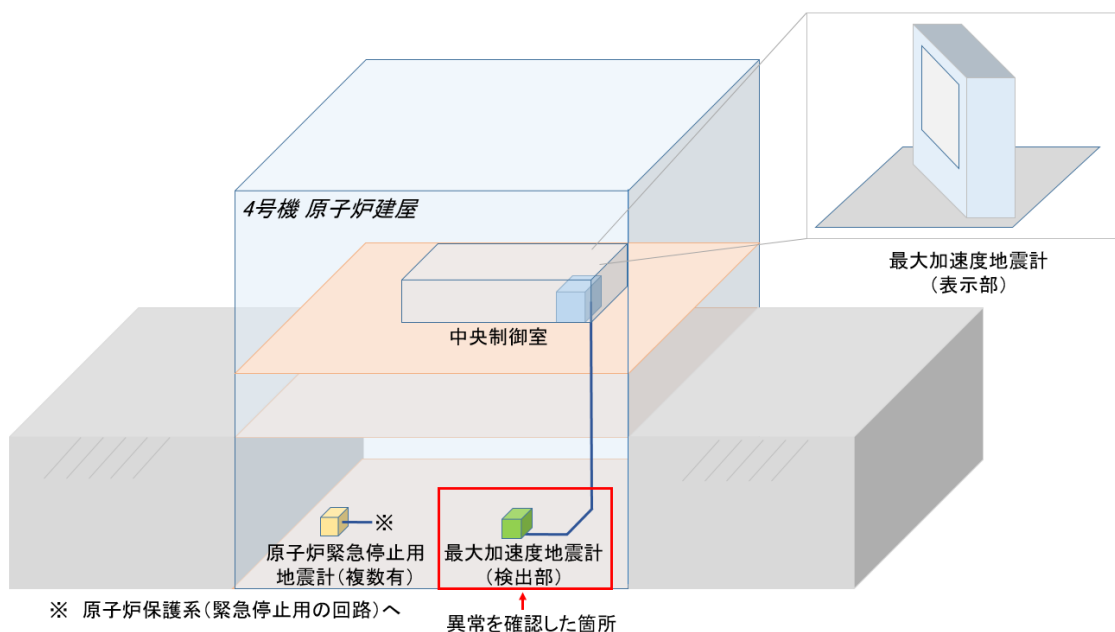 4号機 原子炉建屋
最大加速度地震計
（表示部）
中央制御室
※
原子炉緊急停止用
地震計（複数有）
最大加速度地震計
（検出部）
※ 原子炉保護系（緊急停止用の回路）へ
異常を確認した箇所